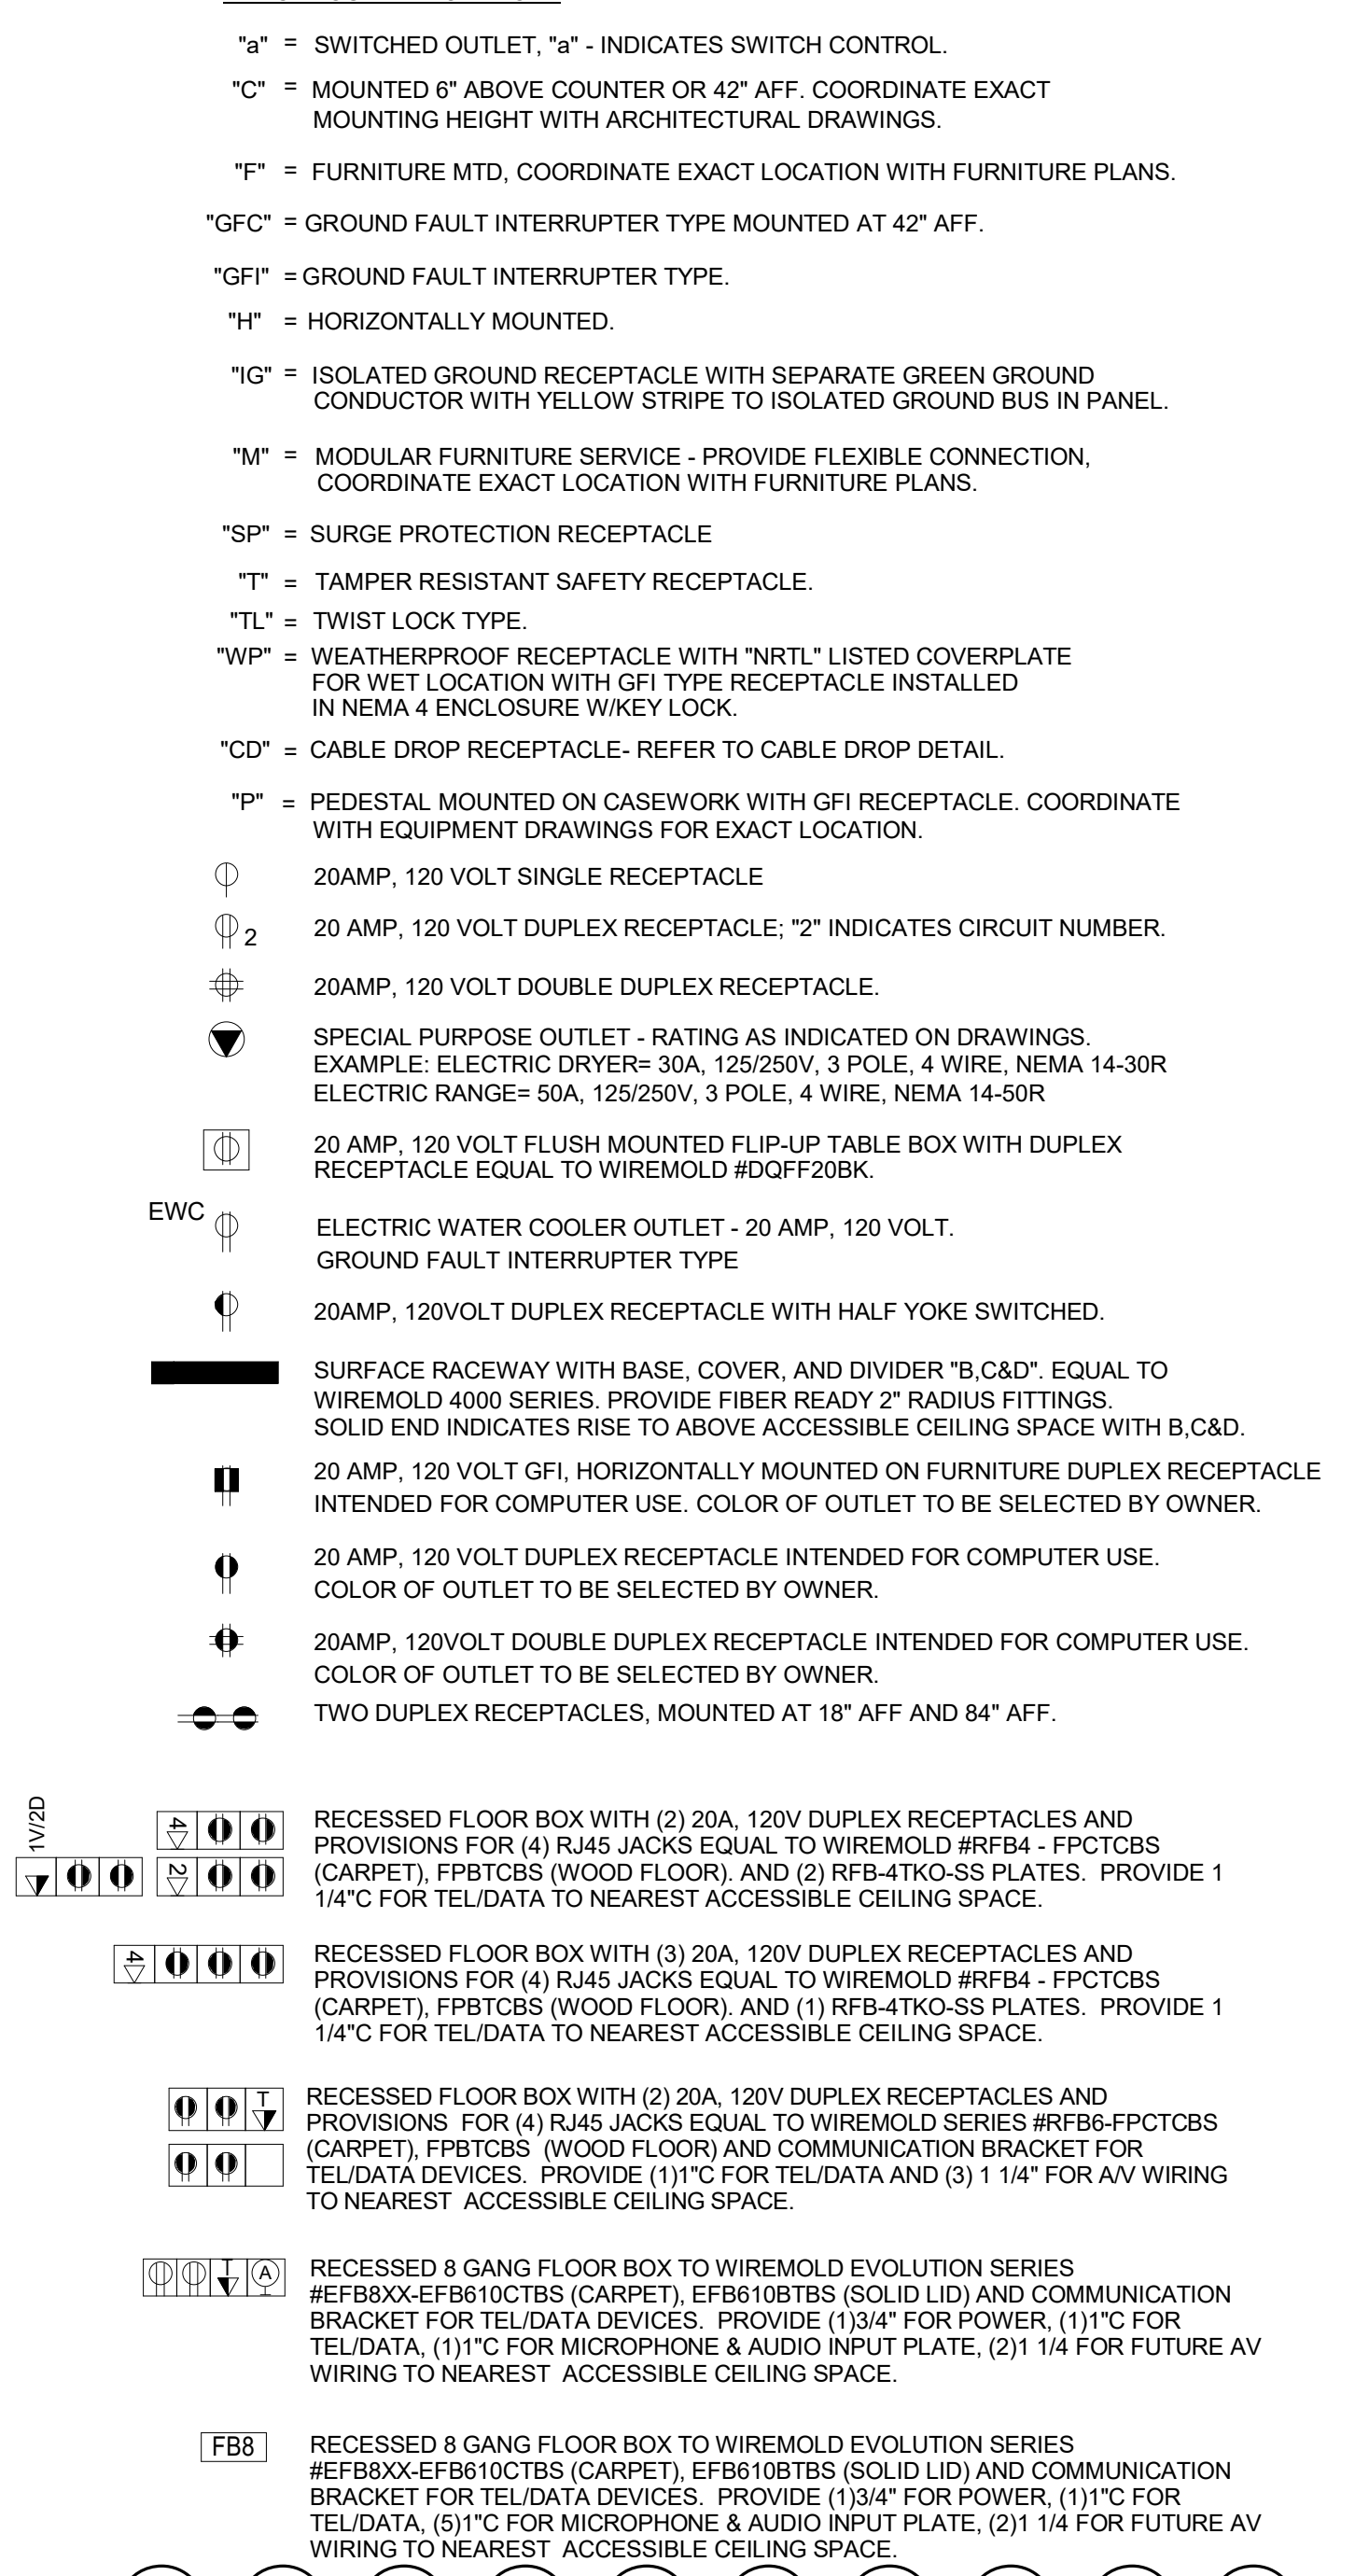 "a" = SWITCHED OUTLET, "a" - INDICATES SWITCH CONTROL.
"C" = MOUNTED 6" ABOVE COUNTER OR 42" AFF. COORDINATE EXACT
MOUNTING HEIGHT WITH ARCHITECTURAL DRAWINGS.
"F" = FURNITURE MTD, COORDINATE EXACT LOCATION WITH FURNITURE PLANS.
"GFC" = GROUND FAULT INTERRUPTER TYPE MOUNTED AT 42" AFF.
"GFI" = GROUND FAULT INTERRUPTER TYPE.
"H" = HORIZONTALLY MOUNTED.
"IG" = ISOLATED GROUND RECEPTACLE WITH SEPARATE GREEN GROUND
CONDUCTOR WITH YELLOW STRIPE TO ISOLATED GROUND BUS IN PANEL.
"M" = MODULAR FURNITURE SERVICE - PROVIDE FLEXIBLE CONNECTION,
COORDINATE EXACT LOCATION WITH FURNITURE PLANS.
"SP" = SURGE PROTECTION RECEPTACLE
"T" = TAMPER RESISTANT SAFETY RECEPTACLE.
"TL" = TWIST LOCK TYPE.
"WP" = WEATHERPROOF RECEPTACLE WITH "NRTL" LISTED COVERPLATE
FOR WET LOCATION WITH GFI TYPE RECEPTACLE INSTALLED
IN NEMA 4 ENCLOSURE W/KEY LOCK.
"CD" = CABLE DROP RECEPTACLE- REFER TO CABLE DROP DETAIL.
"P" = PEDESTAL MOUNTED ON CASEWORK WITH GFI RECEPTACLE. COORDINATE
WITH EQUIPMENT DRAWINGS FOR EXACT LOCATION.
20AMP, 120 VOLT SINGLE RECEPTACLE
2 20 AMP, 120 VOLT DUPLEX RECEPTACLE; "2" INDICATES CIRCUIT NUMBER.
20AMP, 120 VOLT DOUBLE DUPLEX RECEPTACLE.
SPECIAL PURPOSE OUTLET - RATING AS INDICATED ON DRAWINGS.
EXAMPLE: ELECTRIC DRYER= 30A, 125/250V, 3 POLE, 4 WIRE, NEMA 14-30R
ELECTRIC RANGE= 50A, 125/250V, 3 POLE, 4 WIRE, NEMA 14-50R
20 AMP, 120 VOLT FLUSH MOUNTED FLIP-UP TABLE BOX WITH DUPLEX
RECEPTACLE EQUAL TO WIREMOLD #DQFF20BK.
EWC ELECTRIC WATER COOLER OUTLET - 20 AMP, 120 VOLT.
GROUND FAULT INTERRUPTER TYPE
20AMP, 120VOLT DUPLEX RECEPTACLE WITH HALF YOKE SWITCHED.
SURFACE RACEWAY WITH BASE, COVER, AND DIVIDER "B,C&D". EQUAL TO
WIREMOLD 4000 SERIES. PROVIDE FIBER READY 2" RADIUS FITTINGS.
SOLID END INDICATES RISE TO ABOVE ACCESSIBLE CEILING SPACE WITH B,C&D.
20 AMP, 120 VOLT GFI, HORIZONTALLY MOUNTED ON FURNITURE DUPLEX RECEPTACLE
INTENDED FOR COMPUTER USE. COLOR OF OUTLET TO BE SELECTED BY OWNER.
20 AMP, 120 VOLT DUPLEX RECEPTACLE INTENDED FOR COMPUTER USE.
COLOR OF OUTLET TO BE SELECTED BY OWNER.
20AMP, 120VOLT DOUBLE DUPLEX RECEPTACLE INTENDED FOR COMPUTER USE.
COLOR OF OUTLET TO BE SELECTED BY OWNER.
TWO DUPLEX RECEPTACLES, MOUNTED AT 18" AFF AND 84" AFF.
1V/2D
4 RECESSED FLOOR BOX WITH (2) 20A, 120V DUPLEX RECEPTACLES AND
PROVISIONS FOR (4) RJ45 JACKS EQUAL TO WIREMOLD #RFB4 - FPCTCBS
2 (CARPET), FPBTCBS (WOOD FLOOR). AND (2) RFB-4TKO-SS PLATES. PROVIDE 1
1/4"C FOR TEL/DATA TO NEAREST ACCESSIBLE CEILING SPACE.
4 RECESSED FLOOR BOX WITH (3) 20A, 120V DUPLEX RECEPTACLES AND
PROVISIONS FOR (4) RJ45 JACKS EQUAL TO WIREMOLD #RFB4 - FPCTCBS
(CARPET), FPBTCBS (WOOD FLOOR). AND (1) RFB-4TKO-SS PLATES. PROVIDE 1
1/4"C FOR TEL/DATA TO NEAREST ACCESSIBLE CEILING SPACE.
T RECESSED FLOOR BOX WITH (2) 20A, 120V DUPLEX RECEPTACLES AND
PROVISIONS FOR (4) RJ45 JACKS EQUAL TO WIREMOLD SERIES #RFB6-FPCTCBS
(CARPET), FPBTCBS (WOOD FLOOR) AND COMMUNICATION BRACKET FOR
TEL/DATA DEVICES. PROVIDE (1)1"C FOR TEL/DATA AND (3) 1 1/4" FOR A/V WIRING
TO NEAREST ACCESSIBLE CEILING SPACE.
T A RECESSED 8 GANG FLOOR BOX TO WIREMOLD EVOLUTION SERIES
#EFB8XX-EFB610CTBS (CARPET), EFB610BTBS (SOLID LID) AND COMMUNICATION
BRACKET FOR TEL/DATA DEVICES. PROVIDE (1)3/4" FOR POWER, (1)1"C FOR
TEL/DATA, (1)1"C FOR MICROPHONE & AUDIO INPUT PLATE, (2)1 1/4 FOR FUTURE AV
WIRING TO NEAREST ACCESSIBLE CEILING SPACE.
FB8 RECESSED 8 GANG FLOOR BOX TO WIREMOLD EVOLUTION SERIES
#EFB8XX-EFB610CTBS (CARPET), EFB610BTBS (SOLID LID) AND COMMUNICATION
BRACKET FOR TEL/DATA DEVICES. PROVIDE (1)3/4" FOR POWER, (1)1"C FOR
TEL/DATA, (5)1"C FOR MICROPHONE & AUDIO INPUT PLATE, (2)1 1/4 FOR FUTURE AV
WIRING TO NEAREST ACCESSIBLE CEILING SPACE.